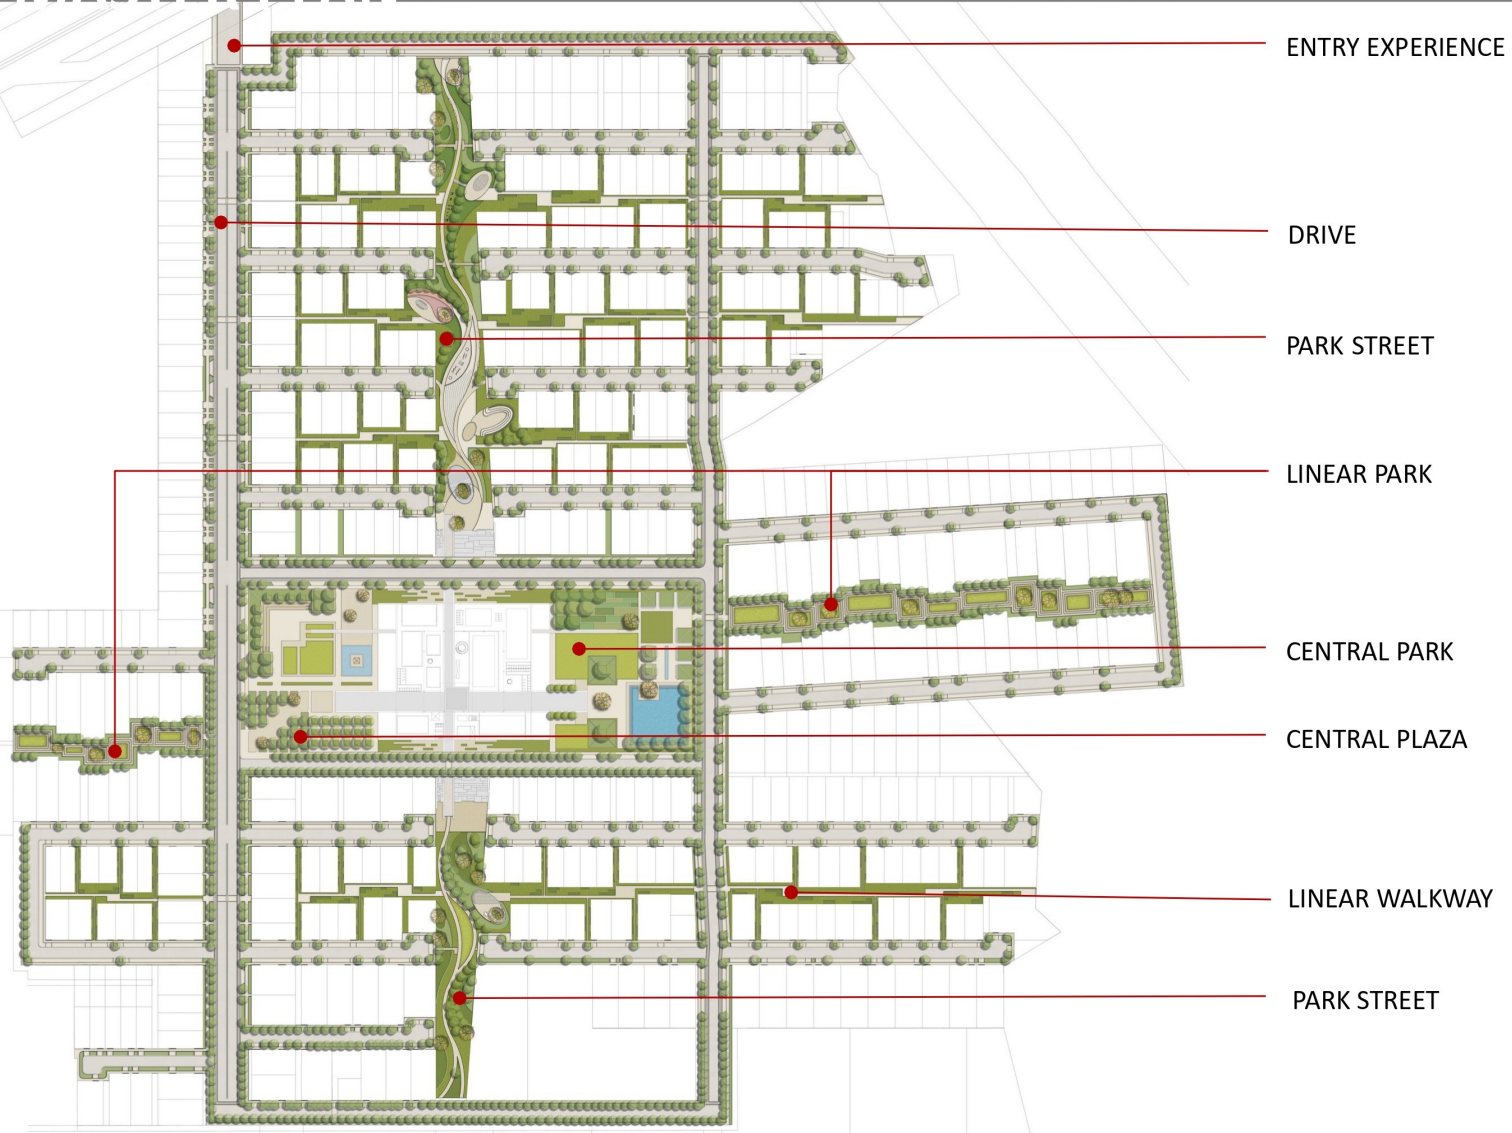 ENTRY EXPERIENCE
DRIVE
PARK STREET
LINEAR PARK
CENTRAL PARK
CENTRAL PLAZA
LINEAR WALKWAY
PARK STREET